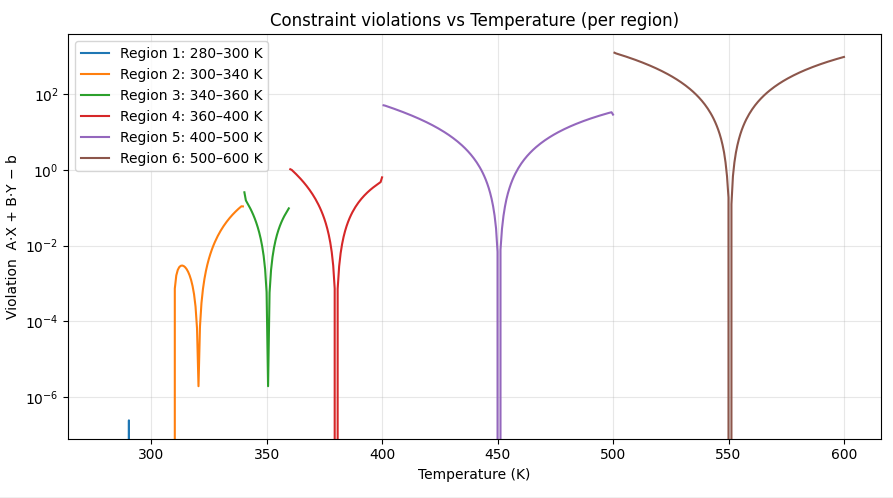 Constraint violations vs Temperature (per region)
Region 1: 280–300 K
Region 2: 300–340 K
Region 3: 340–360 K
Region 4: 360–400 K
Region 5: 400–500 K
Region 6: 500–600 K
Violation A·X + B·Y − b
10²
10⁰
10⁻²
10⁻⁴
10⁻⁶
300 350 400 450 500 550 600
Temperature (K)